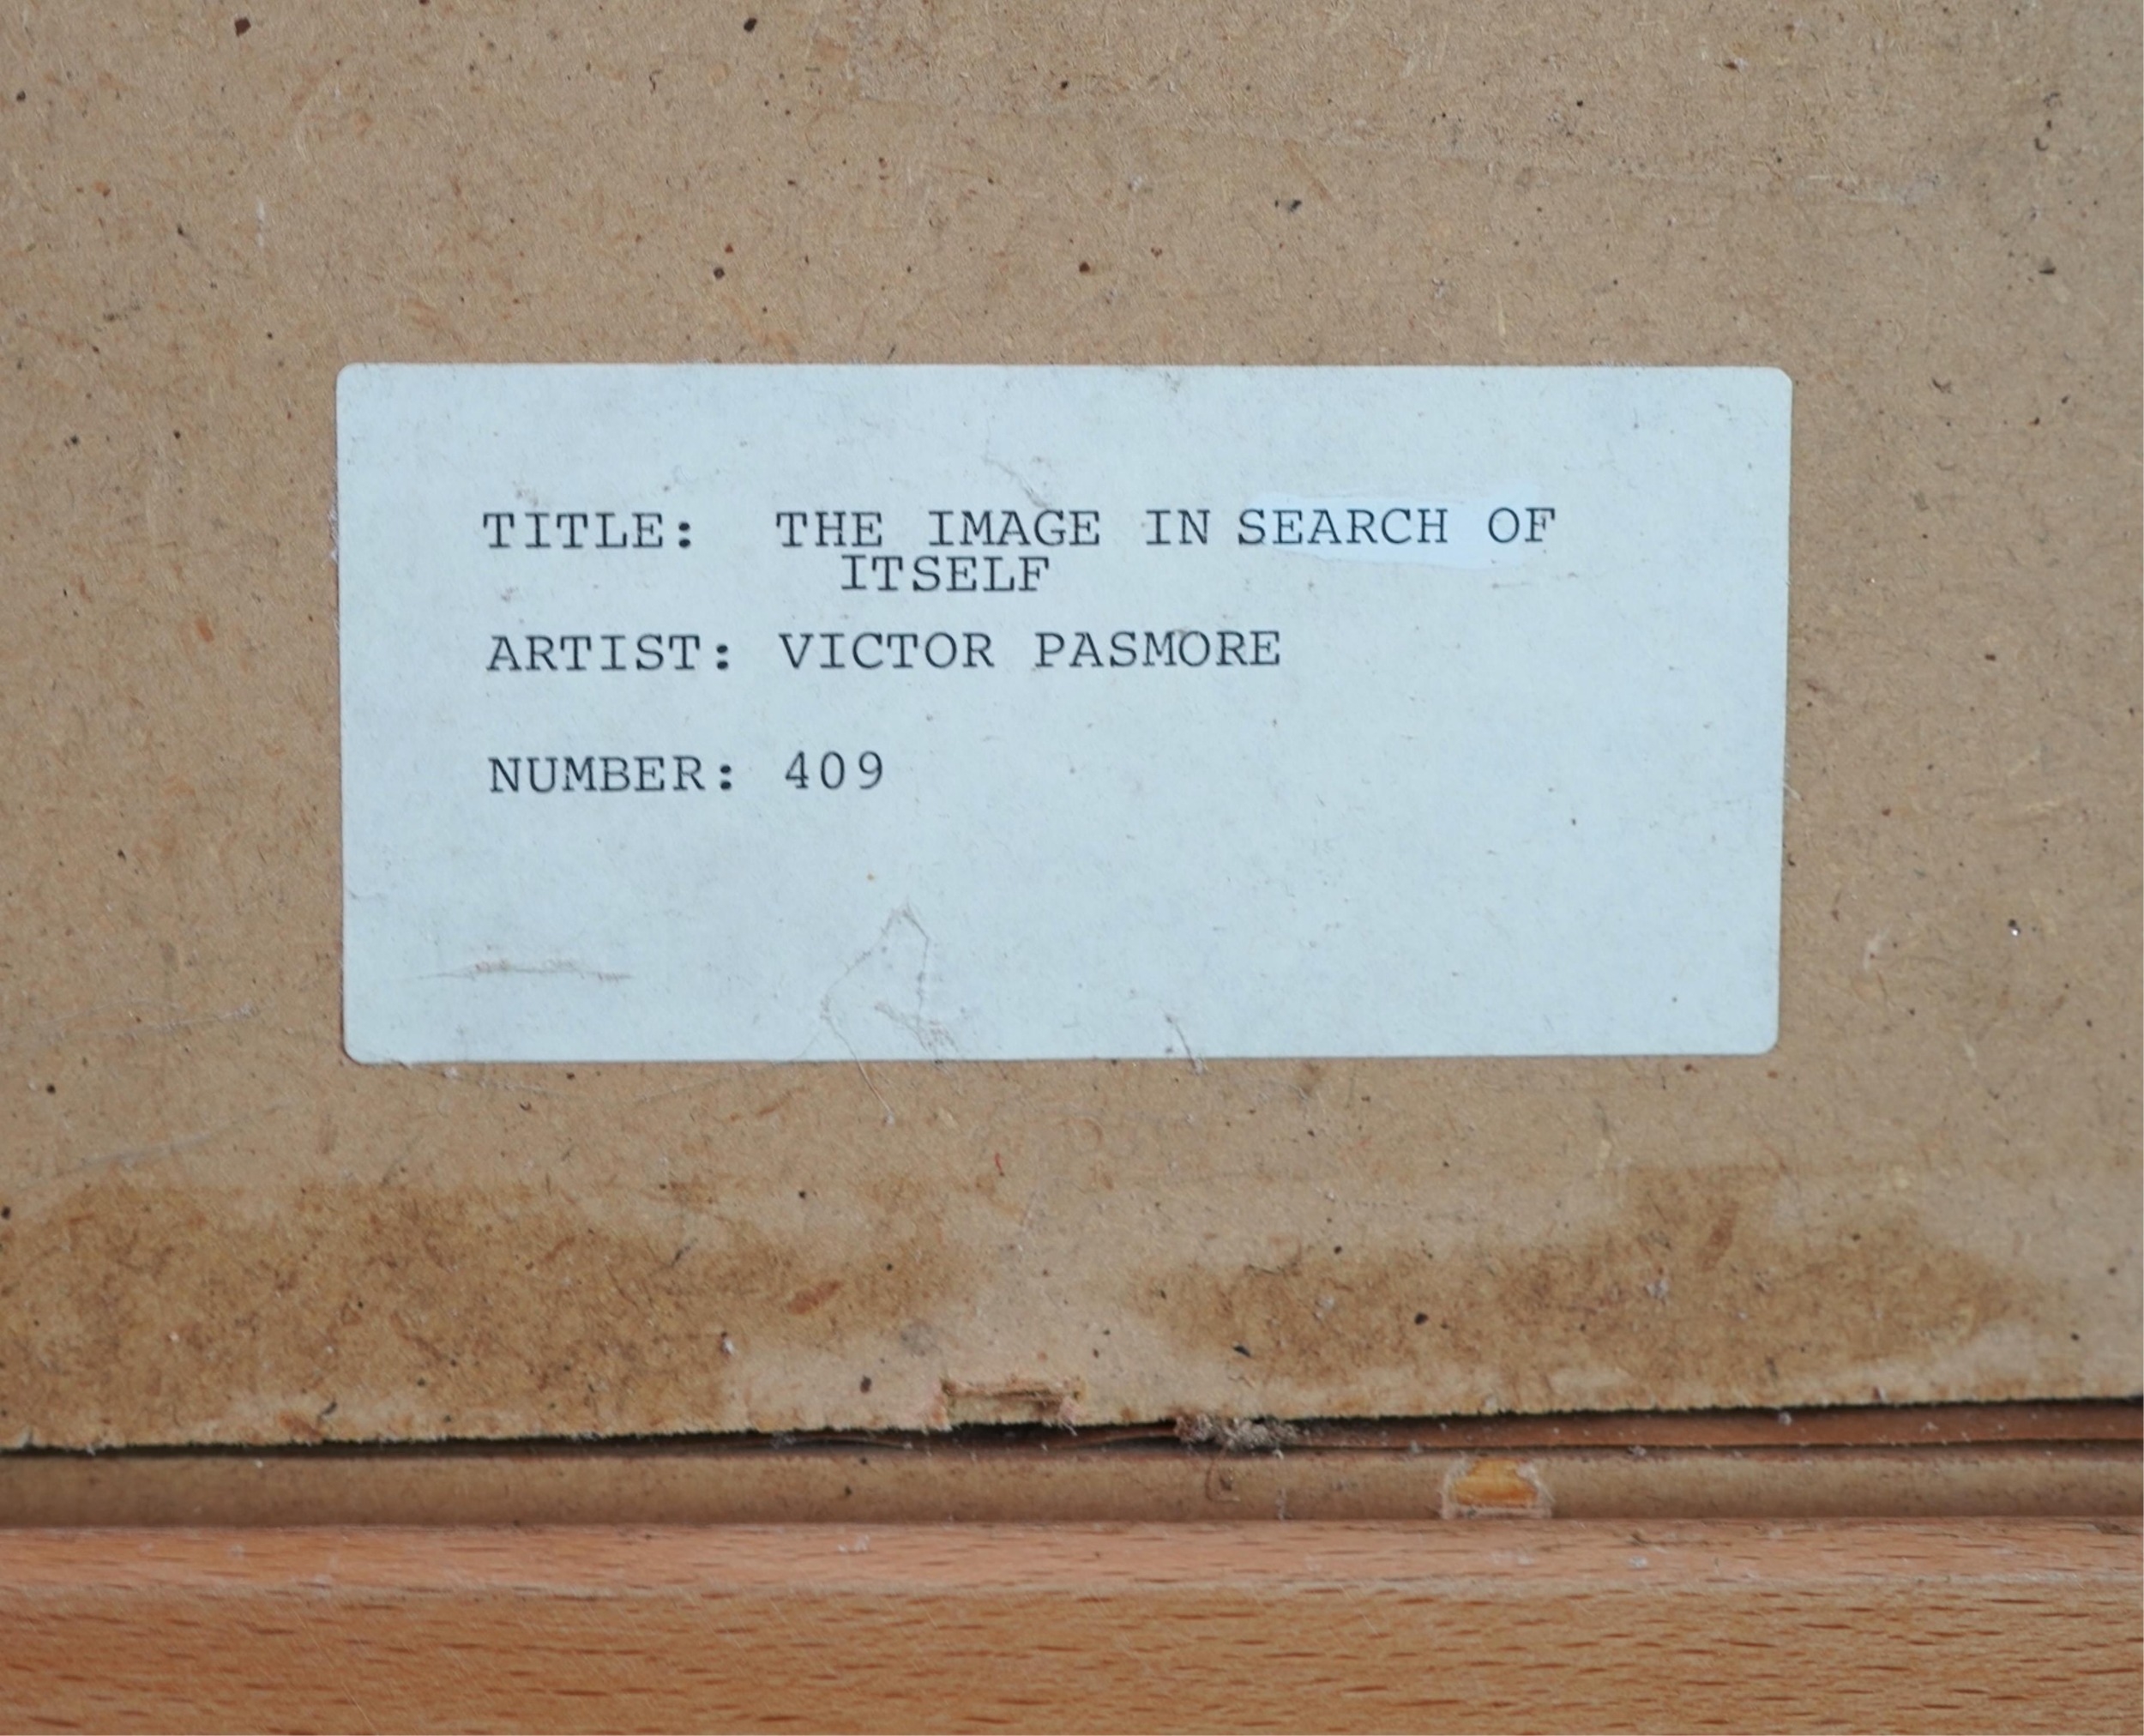 TITLE: THE IMAGE IN SEARCH OF
ITSELF
ARTIST: VICTOR PASMORE
NUMBER: 409